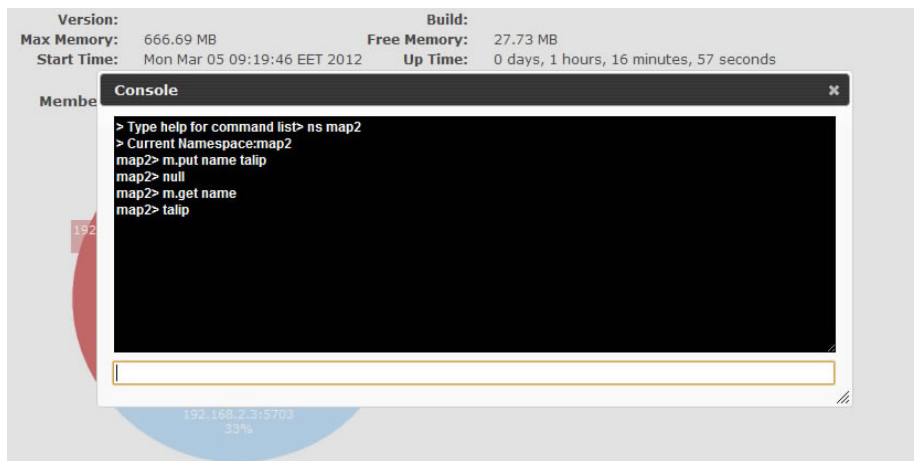 Version: Build:
Max Memory: 666.69 MB Free Memory: 27.73 MB
Start Time: Mon Mar 05 09:19:46 EET 2012 Up Time: 0 days, 1 hours, 16 minutes, 57 seconds
Membe
Console
> Type help for command list> ns map2
> Current Namespace:map2
map2> m.put name talip
map2> null
map2> m.get name
map2> talip
192
192.168.2.3:5703
33%